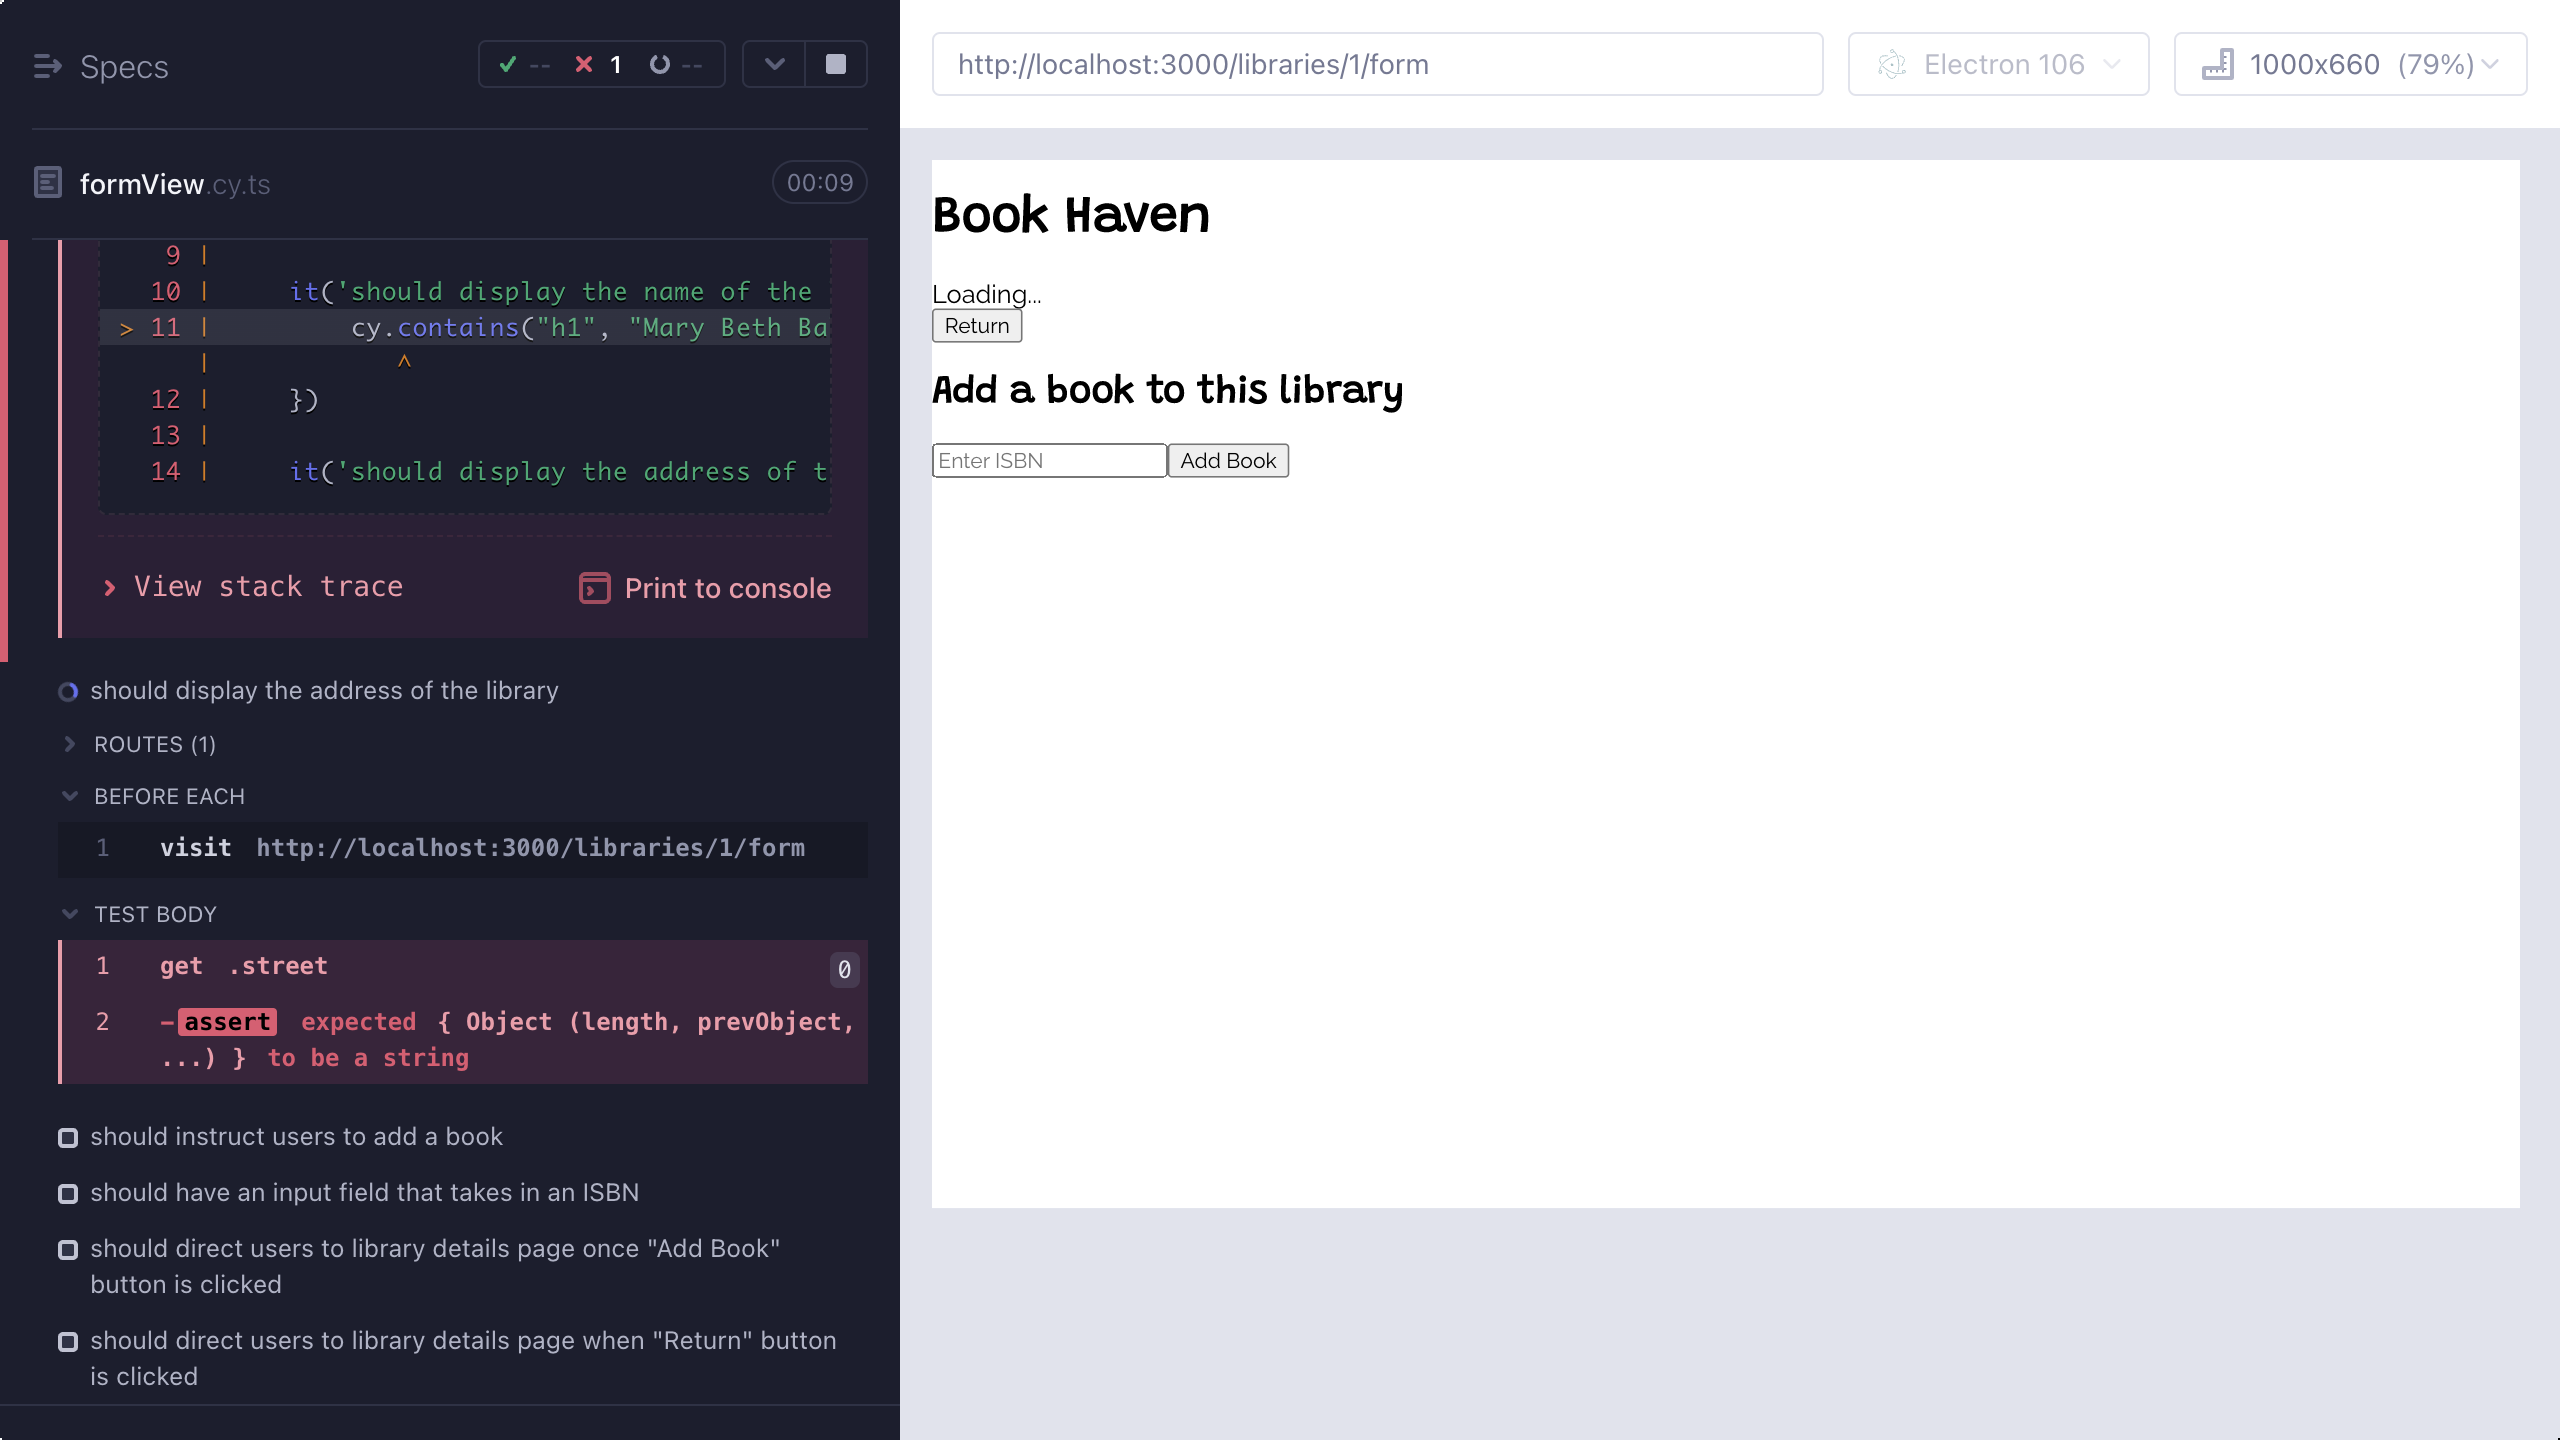 Specs
-- 1 --
formView.cy.ts
00:09
9 |
10 | it('should display the name of the
> 11 | cy.contains("h1", "Mary Beth Ba
| ^
12 | })
13 |
14 | it('should display the address of t
View stack trace
Print to console
should display the address of the library
ROUTES (1)
BEFORE EACH
1 visit http://localhost:3000/libraries/1/form
TEST BODY
1 get .street 0
2 -assert expected { Object (length, prevObject,
...) } to be a string
should instruct users to add a book
should have an input field that takes in an ISBN
should direct users to library details page once "Add Book"
button is clicked
should direct users to library details page when "Return" button
is clicked
http://localhost:3000/libraries/1/form
Electron 106
1000x660 (79%)
Book Haven
Loading...
Return
Add a book to this library
Enter ISBN
Add Book